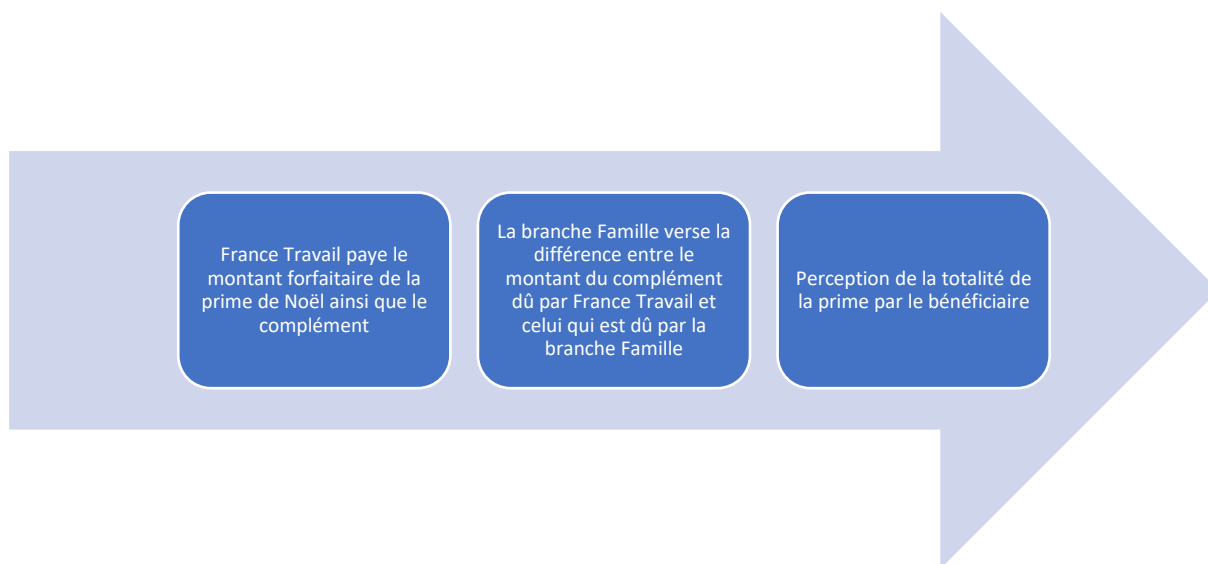 France Travail paye le
montant forfaitaire de la
prime de Noël ainsi que le
complément
La branche Famille verse la
différence entre le
montant du complément
dû par France Travail et
celui qui est dû par la
branche Famille
Perception de la totalité de
la prime par le bénéficiaire